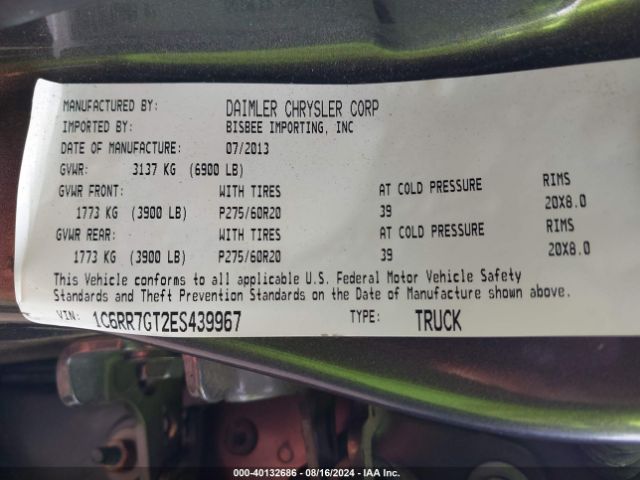 MANUFACTURED BY: DAIMLER CHRYSLER CORP
IMPORTED BY: BISBEE IMPORTING, INC
DATE OF MANUFACTURE: 07/2013
GVWR: 3137 KG (6900 LB)
GVWR FRONT: WITH TIRES AT COLD PRESSURE RIMS
1773 KG (3900 LB) P275/60R20 39 20X8.0
GVWR REAR: WITH TIRES AT COLD PRESSURE RIMS
1773 KG (3900 LB) P275/60R20 39 20X8.0
This Vehicle conforms to all applicable U.S. Federal Motor Vehicle Safety
Standards and Theft Prevention Standards on the Date of Manufacture shown above.
VIN: 1C6RR7GT2ES439967 TYPE: TRUCK
000-40132686 - 08/16/2024 - IAA Inc.